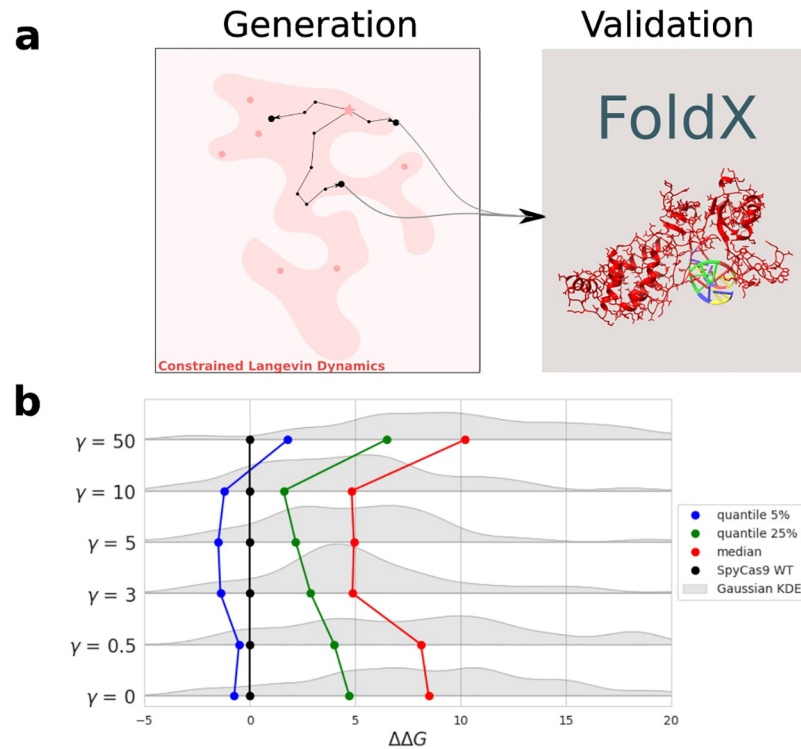 a
Generation
Validation
FoldX
Constrained Langevin Dynamics
b
γ = 50
γ = 10
γ = 5
γ = 3
γ = 0.5
γ = 0
-5 0 5 10 15 20
ΔΔG
quantile 5%
quantile 25%
median
SpyCas9 WT
Gaussian KDE